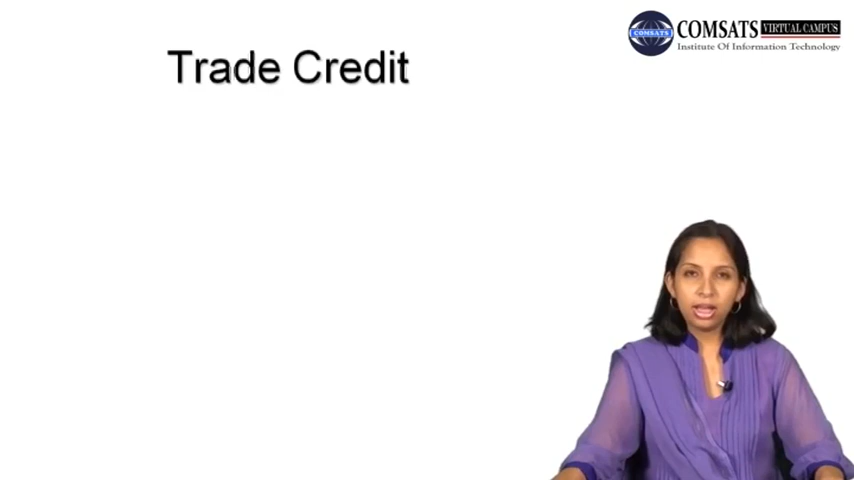 Trade Credit
COMSATS
COMSATS VIRTUAL CAMPUS
Institute Of Information Technology